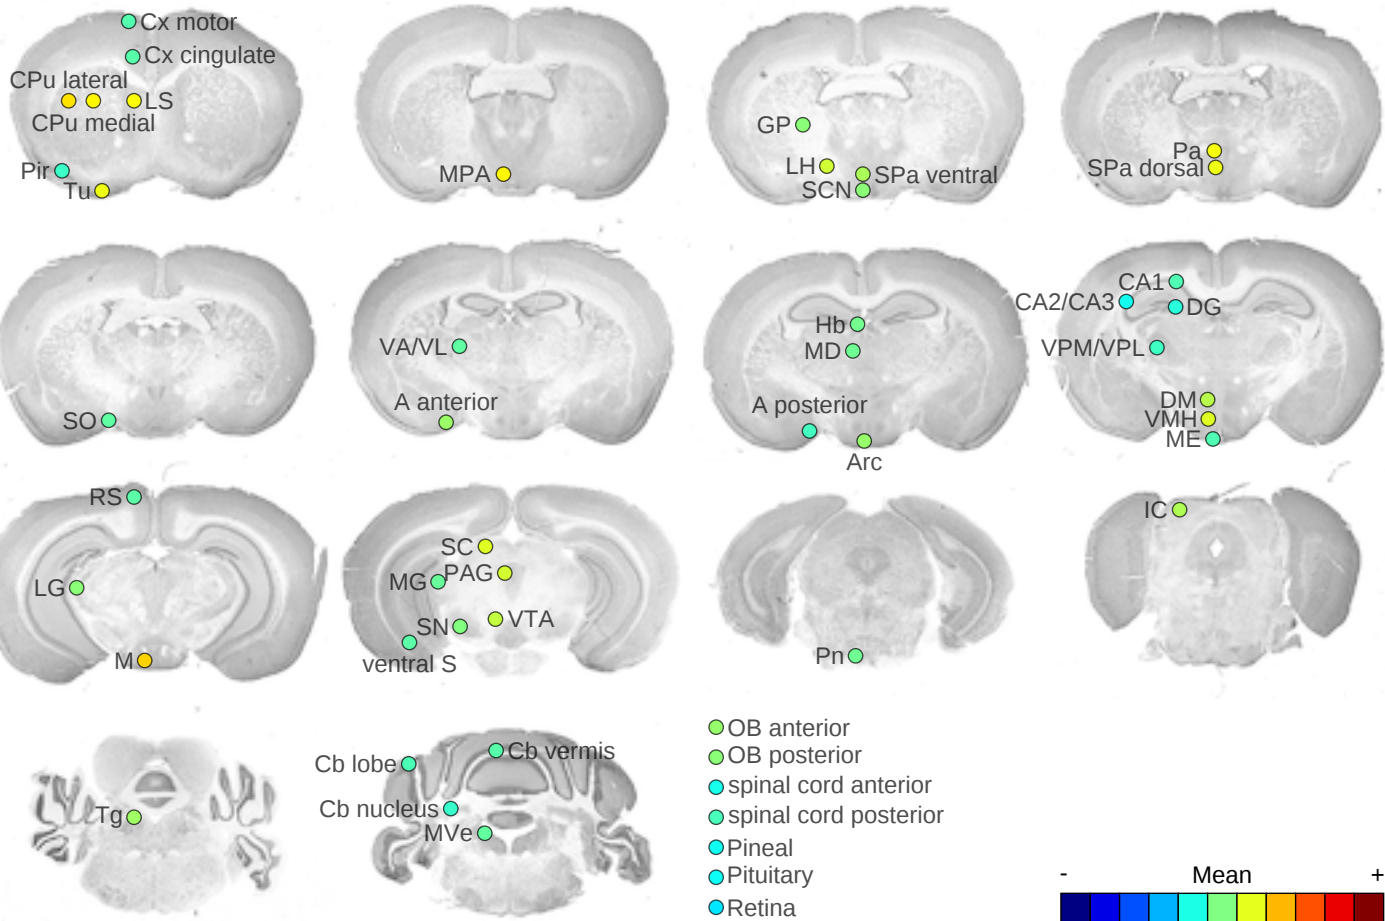 Cx motor
Cx cingulate
CPu lateral
LS
CPu medial
Pir
Tu
MPA
GP
LH
SPa ventral
SCN
Pa
SPa dorsal
SO
VA/VL
A anterior
Hb
MD
A posterior
Arc
CA1
CA2/CA3
DG
VPM/VPL
DM
VMH
ME
RS
LG
M
SC
PAG
MG
VTA
SN
ventral S
Pn
IC
Tg
Cb vermis
Cb lobe
Cb nucleus
MVe
OB anterior
OB posterior
spinal cord anterior
spinal cord posterior
Pineal
Pituitary
Retina
- Mean +